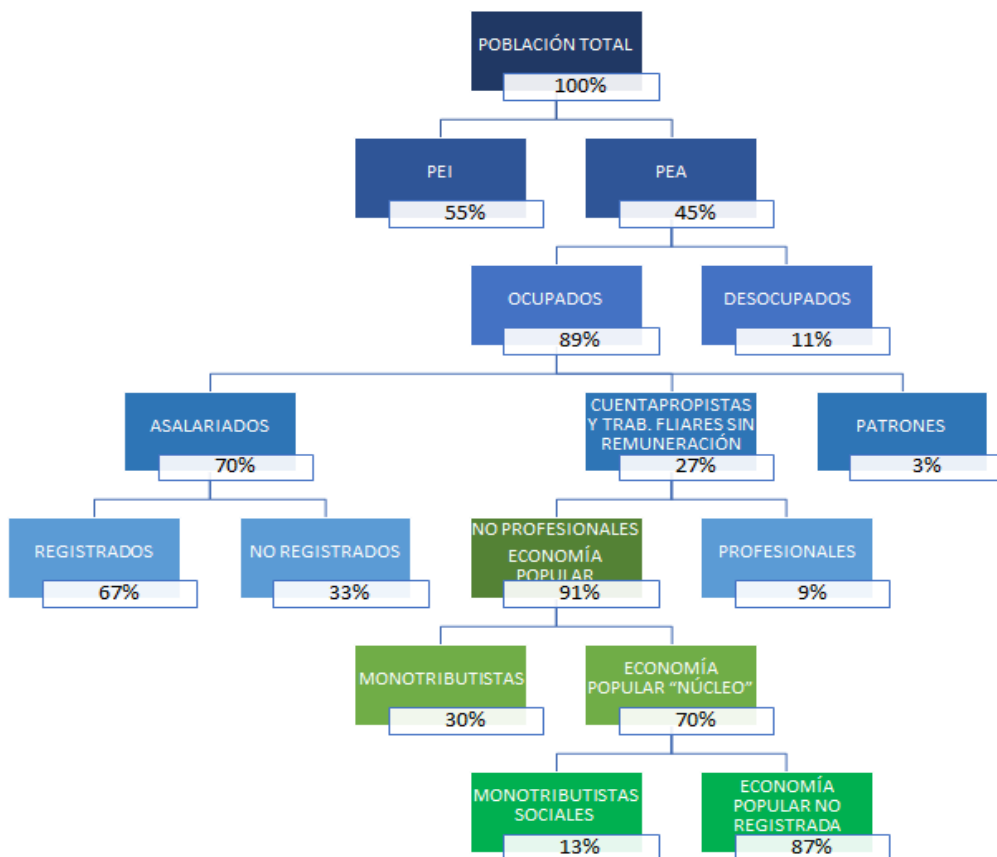 POBLACIÓN TOTAL
100%
PEI
55%
PEA
45%
OCUPADOS
89%
DESOCUPADOS
11%
ASALARIADOS
70%
CUENTAPROPISTAS
Y TRAB. FLIARES SIN
REMUNERACIÓN
27%
PATRONES
3%
REGISTRADOS
67%
NO REGISTRADOS
33%
NO PROFESIONALES
ECONOMÍA
POPULAR
91%
PROFESIONALES
9%
MONOTRIBUTISTAS
30%
ECONOMÍA
POPULAR “NÚCLEO”
70%
MONOTRIBUTISTAS
SOCIALES
13%
ECONOMÍA
POPULAR NO
REGISTRADA
87%